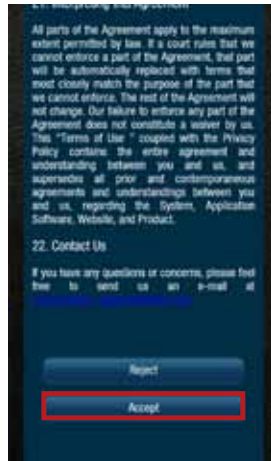 21. Interpreting this Agreement
All parts of the Agreement apply to the maximum
extent permitted by law. If a court rules that we
cannot enforce a part of the Agreement, that part
will be automatically replaced with terms that
most closely match the purpose of the part that
we cannot enforce. The rest of the Agreement will
not change. Our failure to enforce any part of the
Agreement does not constitute a waiver by us.
This "Terms of Use " coupled with the Privacy
Policy contains the entire agreement and
understanding between you and us, and
supersedes all prior and contemporaneous
agreements and understandings between you
and us, regarding the System, Application
Software, Website, and Product.
22. Contact Us
If you have any questions or concerns, please feel
free to send us an e-mail at
Reject
Accept